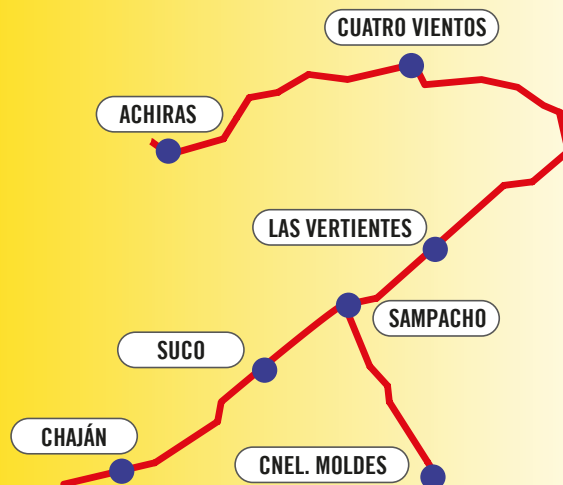 CUATRO VIENTOS
ACHIRAS
LAS VERTIENTES
SAMPACHO
SUCO
CHAJÁN
CNEL. MOLDES